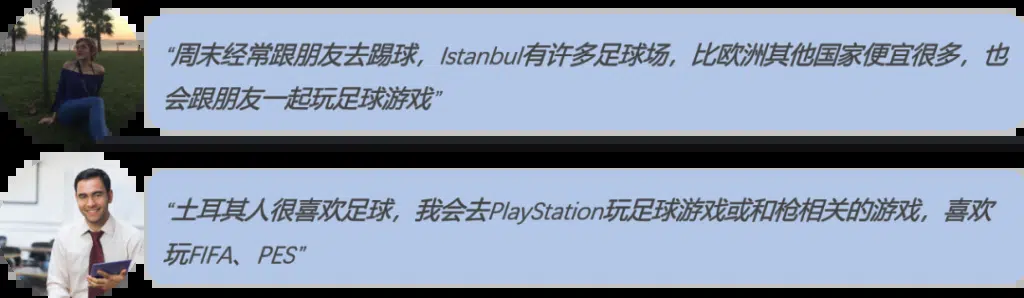 “周末经常跟朋友去踢球，Istanbul有许多足球场，比欧洲其他国家便宜很多，也
会跟朋友一起玩足球游戏”
“土耳其人很喜欢足球，我会去PlayStation玩足球游戏或和枪相关的游戏，喜欢
玩FIFA、PES”